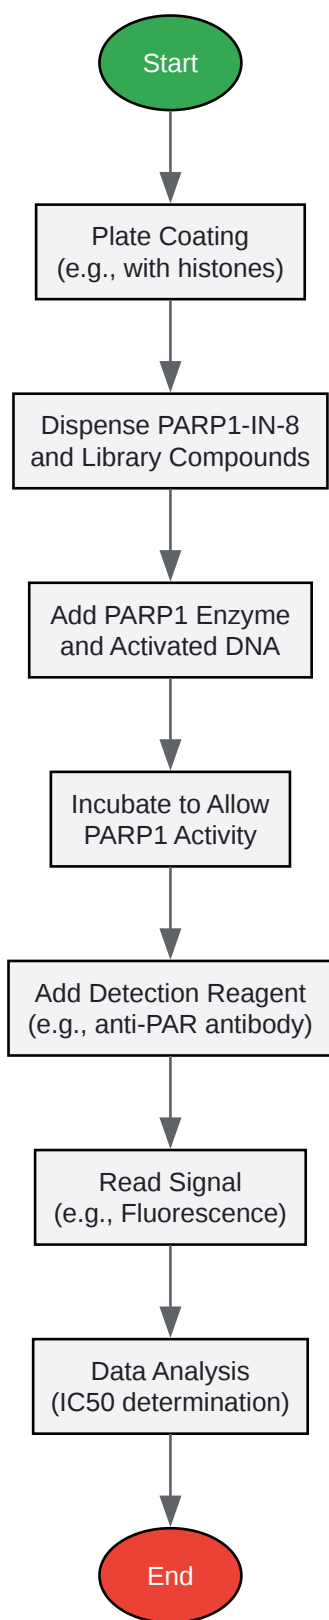 Start
Plate Coating
(e.g., with histones)
Dispense PARP1-IN-8
and Library Compounds
Add PARP1 Enzyme
and Activated DNA
Incubate to Allow
PARP1 Activity
Add Detection Reagent
(e.g., anti-PAR antibody)
Read Signal
(e.g., Fluorescence)
Data Analysis
(IC50 determination)
End